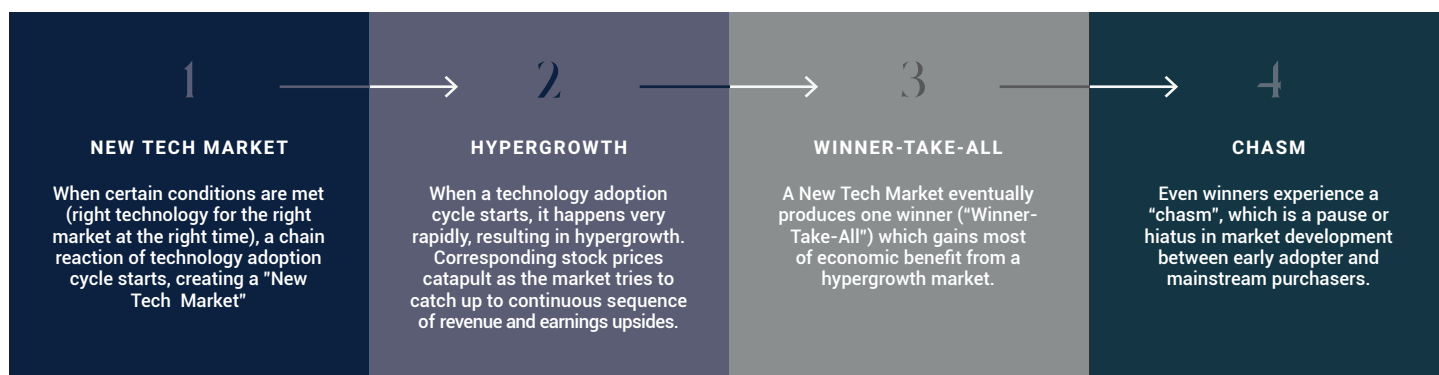 1
NEW TECH MARKET
When certain conditions are met
(right technology for the right
market at the right time), a chain
reaction of technology adoption
cycle starts, creating a "New
Tech  Market"
2
HYPERGROWTH
When a technology adoption
cycle starts, it happens very
rapidly, resulting in hypergrowth.
Corresponding stock prices
catapult as the market tries to
catch up to continuous sequence
of revenue and earnings upsides.
3
WINNER-TAKE-ALL
A New Tech Market eventually
produces one winner (“Winner-
Take-All”) which gains most
of economic benefit from a
hypergrowth market.
4
CHASM
Even winners experience a
“chasm”, which is a pause or
hiatus in market development
between early adopter and
mainstream purchasers.